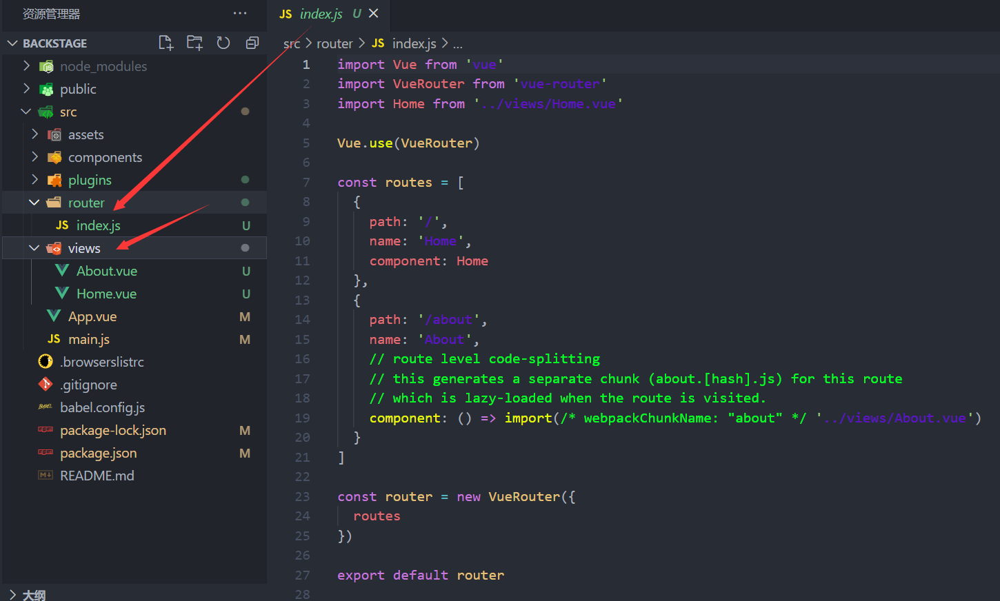 资源管理器 ···
BACKSTAGE
node_modules
public
src
assets
components
plugins
router
JS index.js U
views
About.vue U
Home.vue U
App.vue M
JS main.js M
.browserslistrc
.gitignore
BABEL babel.config.js
package-lock.json M
package.json M
M README.md
大纲
JS index.js U
src > router > JS index.js > ...
1 import Vue from 'vue'
2 import VueRouter from 'vue-router'
3 import Home from '../views/Home.vue'
4
5 Vue.use(VueRouter)
6
7 const routes = [
8 {
9 path: '/',
10 name: 'Home',
11 component: Home
12 },
13 {
14 path: '/about',
15 name: 'About',
16 // route level code-splitting
17 // this generates a separate chunk (about.[hash].js) for this route
18 // which is lazy-loaded when the route is visited.
19 component: () => import(/* webpackChunkName: "about" */ '../views/About.vue')
20 }
21 ]
22
23 const router = new VueRouter({
24 routes
25 })
26
27 export default router
28